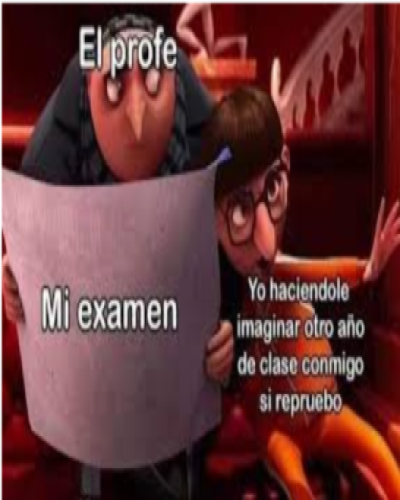 El profe
Mi examen
Yo haciendole
imaginar otro año
de clase conmigo
si repruebo